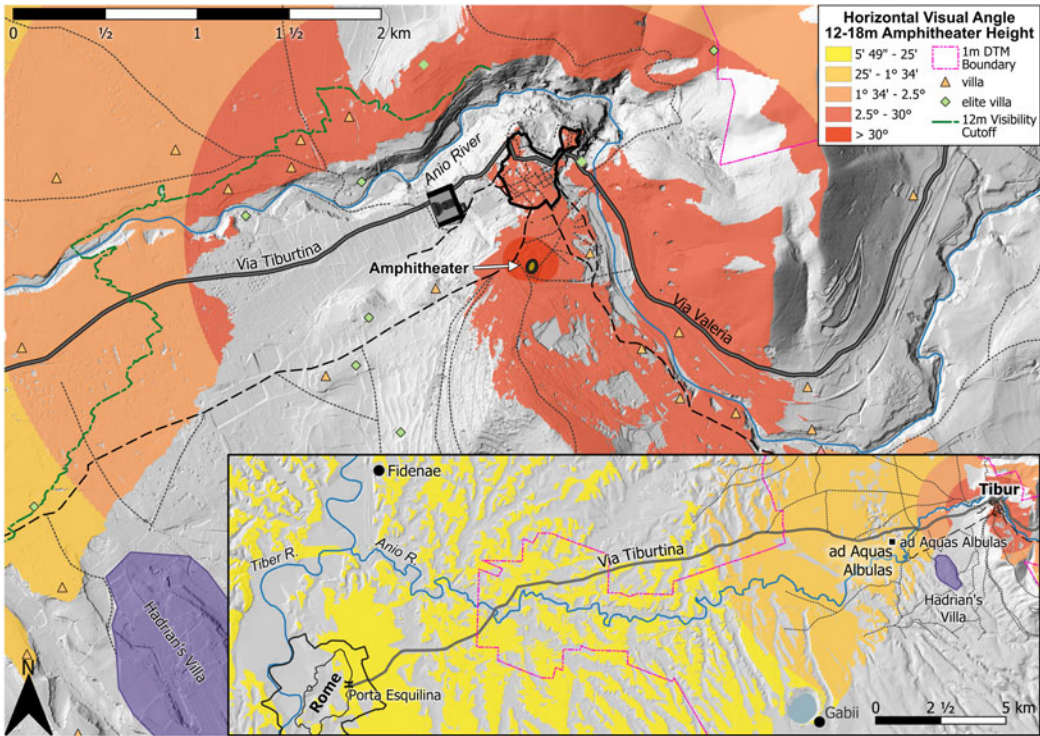 0 ½ 1 1 ½ 2 km
Horizontal Visual Angle
12-18m Amphitheater Height
5' 49" - 25'
25' - 1° 34'
1° 34' - 2.5°
2.5° - 30°
> 30°
1m DTM
Boundary
villa
elite villa
12m Visibility
Cutoff
Anio River
Via Tiburtina
Amphitheater
Via Valeria
Hadrian's Villa
N
Fidenae
Tiber R.
Anio R.
Via Tiburtina
Tibur
ad Aquas Albulas
ad Aquas
Albulas
Hadrian's
Villa
Rome
Porta Esquilina
Gabii
0 2 ½ 5 km